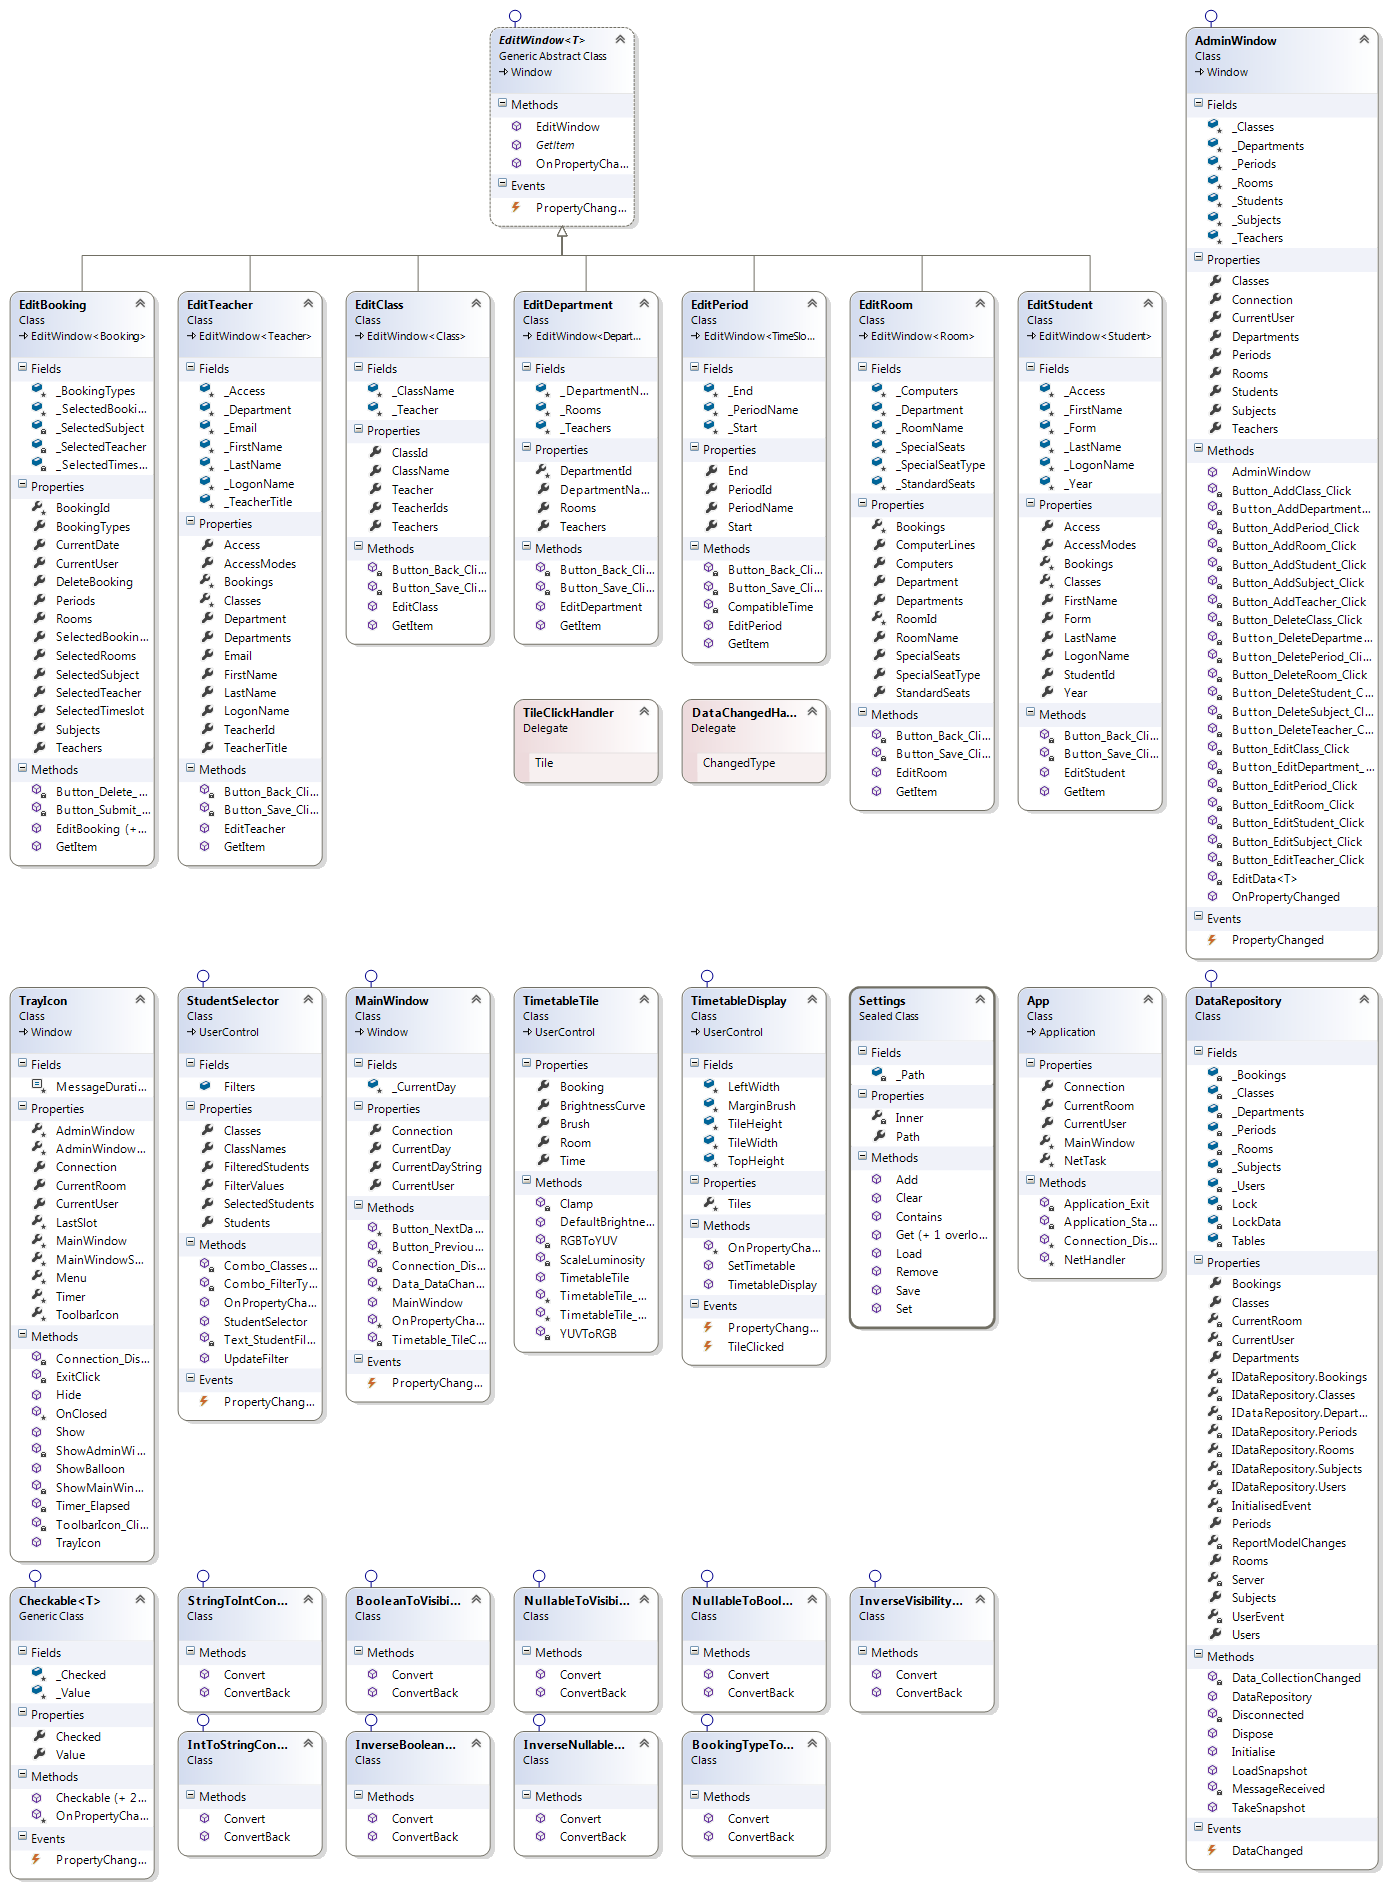 EditWindow<T>
Generic Abstract Class
Window
Methods
EditWindow
GetItem
OnPropertyCha...
Events
PropertyChang...
AdminWindow
Class
Window
Fields
_Classes
_Departments
_Periods
_Rooms
_Students
_Subjects
_Teachers
Properties
Classes
Connection
CurrentUser
Departments
Periods
Rooms
Students
Subjects
Teachers
Methods
AdminWindow
Button_AddClass_Click
Button_AddDepartment...
Button_AddPeriod_Click
Button_AddRoom_Click
Button_AddStudent_Click
Button_AddSubject_Click
Button_AddTeacher_Click
Button_DeleteClass_Click
Button_DeleteDepartme...
Button_DeletePeriod_Cli...
Button_DeleteRoom_Click
Button_DeleteStudent_C...
Button_DeleteSubject_Cl...
Button_DeleteTeacher_C...
Button_EditClass_Click
Button_EditDepartment_...
Button_EditPeriod_Click
Button_EditRoom_Click
Button_EditStudent_Click
Button_EditSubject_Click
Button_EditTeacher_Click
EditData<T>
OnPropertyChanged
Events
PropertyChanged
EditBooking
Class
EditWindow<Booking>
Fields
_BookingTypes
_SelectedBooki...
_SelectedSubject
_SelectedTeacher
_SelectedTimes...
Properties
BookingId
BookingTypes
CurrentDate
CurrentUser
DeleteBooking
Periods
Rooms
SelectedBookin...
SelectedRooms
SelectedSubject
SelectedTeacher
SelectedTimeslot
Subjects
Teachers
Methods
Button_Delete_...
Button_Submit_...
EditBooking (+...
GetItem
EditTeacher
Class
EditWindow<Teacher>
Fields
_Access
_Department
_Email
_FirstName
_LastName
_LogonName
_TeacherTitle
Properties
Access
AccessModes
Bookings
Classes
Department
Departments
Email
FirstName
LastName
LogonName
TeacherId
TeacherTitle
Methods
Button_Back_Cli...
Button_Save_Cli...
EditTeacher
GetItem
EditClass
Class
EditWindow<Class>
Fields
_ClassName
_Teacher
Properties
ClassId
ClassName
Teacher
TeacherIds
Teachers
Methods
Button_Back_Cli...
Button_Save_Cli...
EditClass
GetItem
EditDepartment
Class
EditWindow<Depart...
Fields
_DepartmentN...
_Rooms
_Teachers
Properties
DepartmentId
DepartmentNa...
Rooms
Teachers
Methods
Button_Back_Cli...
Button_Save_Cli...
EditDepartment
GetItem
EditPeriod
Class
EditWindow<TimeSlo...
Fields
_End
_PeriodName
_Start
Properties
End
PeriodId
PeriodName
Start
Methods
Button_Back_Cli...
Button_Save_Cli...
CompatibleTime
EditPeriod
GetItem
EditRoom
Class
EditWindow<Room>
Fields
_Computers
_Department
_RoomName
_SpecialSeats
_SpecialSeatType
_StandardSeats
Properties
Bookings
ComputerLines
Computers
Department
Departments
RoomId
RoomName
SpecialSeats
SpecialSeatType
StandardSeats
Methods
Button_Back_Cli...
Button_Save_Cli...
EditRoom
GetItem
EditStudent
Class
EditWindow<Student>
Fields
_Access
_FirstName
_Form
_LastName
_LogonName
_Year
Properties
Access
AccessModes
Bookings
Classes
FirstName
Form
LastName
LogonName
StudentId
Year
Methods
Button_Back_Cli...
Button_Save_Cli...
EditStudent
GetItem
TileClickHandler
Delegate
Tile
DataChangedHa...
Delegate
ChangedType
TrayIcon
Class
Window
Fields
MessageDurati...
Properties
AdminWindow
AdminWindow...
Connection
CurrentRoom
CurrentUser
LastSlot
MainWindow
MainWindowS...
Menu
Timer
ToolbarIcon
Methods
Connection_Dis...
ExitClick
Hide
OnClosed
Show
ShowAdminWi...
ShowBalloon
ShowMainWin...
Timer_Elapsed
ToolbarIcon_Cli...
TrayIcon
StudentSelector
Class
UserControl
Fields
Filters
Properties
Classes
ClassNames
FilteredStudents
FilterValues
SelectedStudents
Students
Methods
Combo_Classes...
Combo_FilterTy...
OnPropertyCha...
StudentSelector
Text_StudentFil...
UpdateFilter
Events
PropertyChang...
MainWindow
Class
Window
Fields
_CurrentDay
Properties
Connection
CurrentDay
CurrentDayString
CurrentUser
Methods
Button_NextDa...
Button_Previou...
Connection_Dis...
Data_DataChan...
MainWindow
OnPropertyCha...
Timetable_TileC...
Events
PropertyChang...
TimetableTile
Class
UserControl
Properties
Booking
BrightnessCurve
Brush
Room
Time
Methods
Clamp
DefaultBrightne...
RGBToYUV
ScaleLuminosity
TimetableTile
TimetableTile_...
TimetableTile_...
YUVToRGB
TimetableDisplay
Class
UserControl
Fields
LeftWidth
MarginBrush
TileHeight
TileWidth
TopHeight
Properties
Tiles
Methods
OnPropertyCha...
SetTimetable
TimetableDisplay
Events
PropertyChang...
TileClicked
Settings
Sealed Class
Fields
_Path
Properties
Inner
Path
Methods
Add
Clear
Contains
Get (+ 1 overlo...
Load
Remove
Save
Set
App
Class
Application
Properties
Connection
CurrentRoom
CurrentUser
MainWindow
NetTask
Methods
Application_Exit
Application_Sta...
Connection_Dis...
NetHandler
DataRepository
Class
Fields
_Bookings
_Classes
_Departments
_Periods
_Rooms
_Subjects
_Users
Lock
LockData
Tables
Properties
Bookings
Classes
CurrentRoom
CurrentUser
Departments
IDataRepository.Bookings
IDataRepository.Classes
IDataRepository.Depart...
IDataRepository.Periods
IDataRepository.Rooms
IDataRepository.Subjects
IDataRepository.Users
InitialisedEvent
Periods
ReportModelChanges
Rooms
Server
Subjects
UserEvent
Users
Methods
Data_CollectionChanged
DataRepository
Disconnected
Dispose
Initialise
LoadSnapshot
MessageReceived
TakeSnapshot
Events
DataChanged
Checkable<T>
Generic Class
Fields
_Checked
_Value
Properties
Checked
Value
Methods
Checkable (+ 2...
OnPropertyCha...
Events
PropertyChang...
StringToIntCon...
Class
Methods
Convert
ConvertBack
BooleanToVisibi...
Class
Methods
Convert
ConvertBack
NullableToVisibi...
Class
Methods
Convert
ConvertBack
NullableToBool...
Class
Methods
Convert
ConvertBack
InverseVisibility...
Class
Methods
Convert
ConvertBack
IntToStringCon...
Class
Methods
Convert
ConvertBack
InverseBoolean...
Class
Methods
Convert
ConvertBack
InverseNullable...
Class
Methods
Convert
ConvertBack
BookingTypeTo...
Class
Methods
Convert
ConvertBack